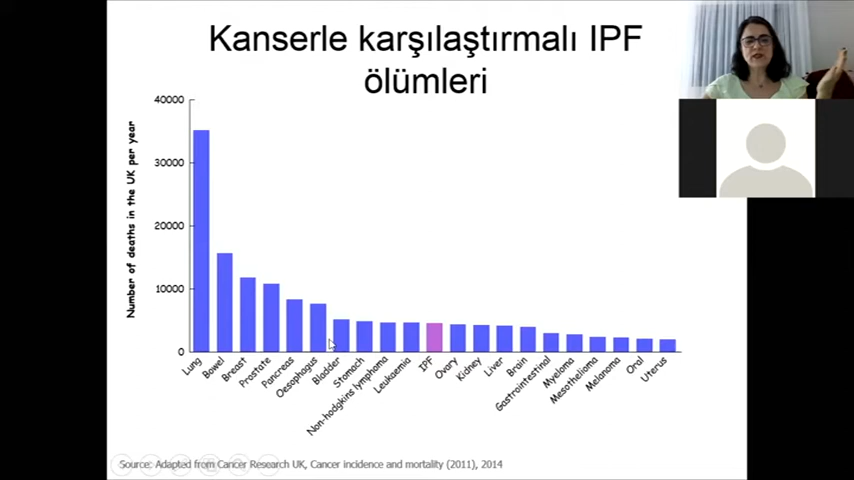 Kanserle karşılaştırmalı IPF
ölümleri
Number of deaths in the UK per year
40000
30000
20000
10000
0
Lung
Bowel
Breast
Prostate
Pancreas
Oesophagus
Bladder
Stomach
Non-hodgkins lymphoma
Leukaemia
IPF
Ovary
Kidney
Liver
Brain
Gastrointestinal
Myeloma
Mesothelioma
Melanoma
Oral
Uterus
Source: Adapted from Cancer Research UK, Cancer incidence and mortality (2011), 2014